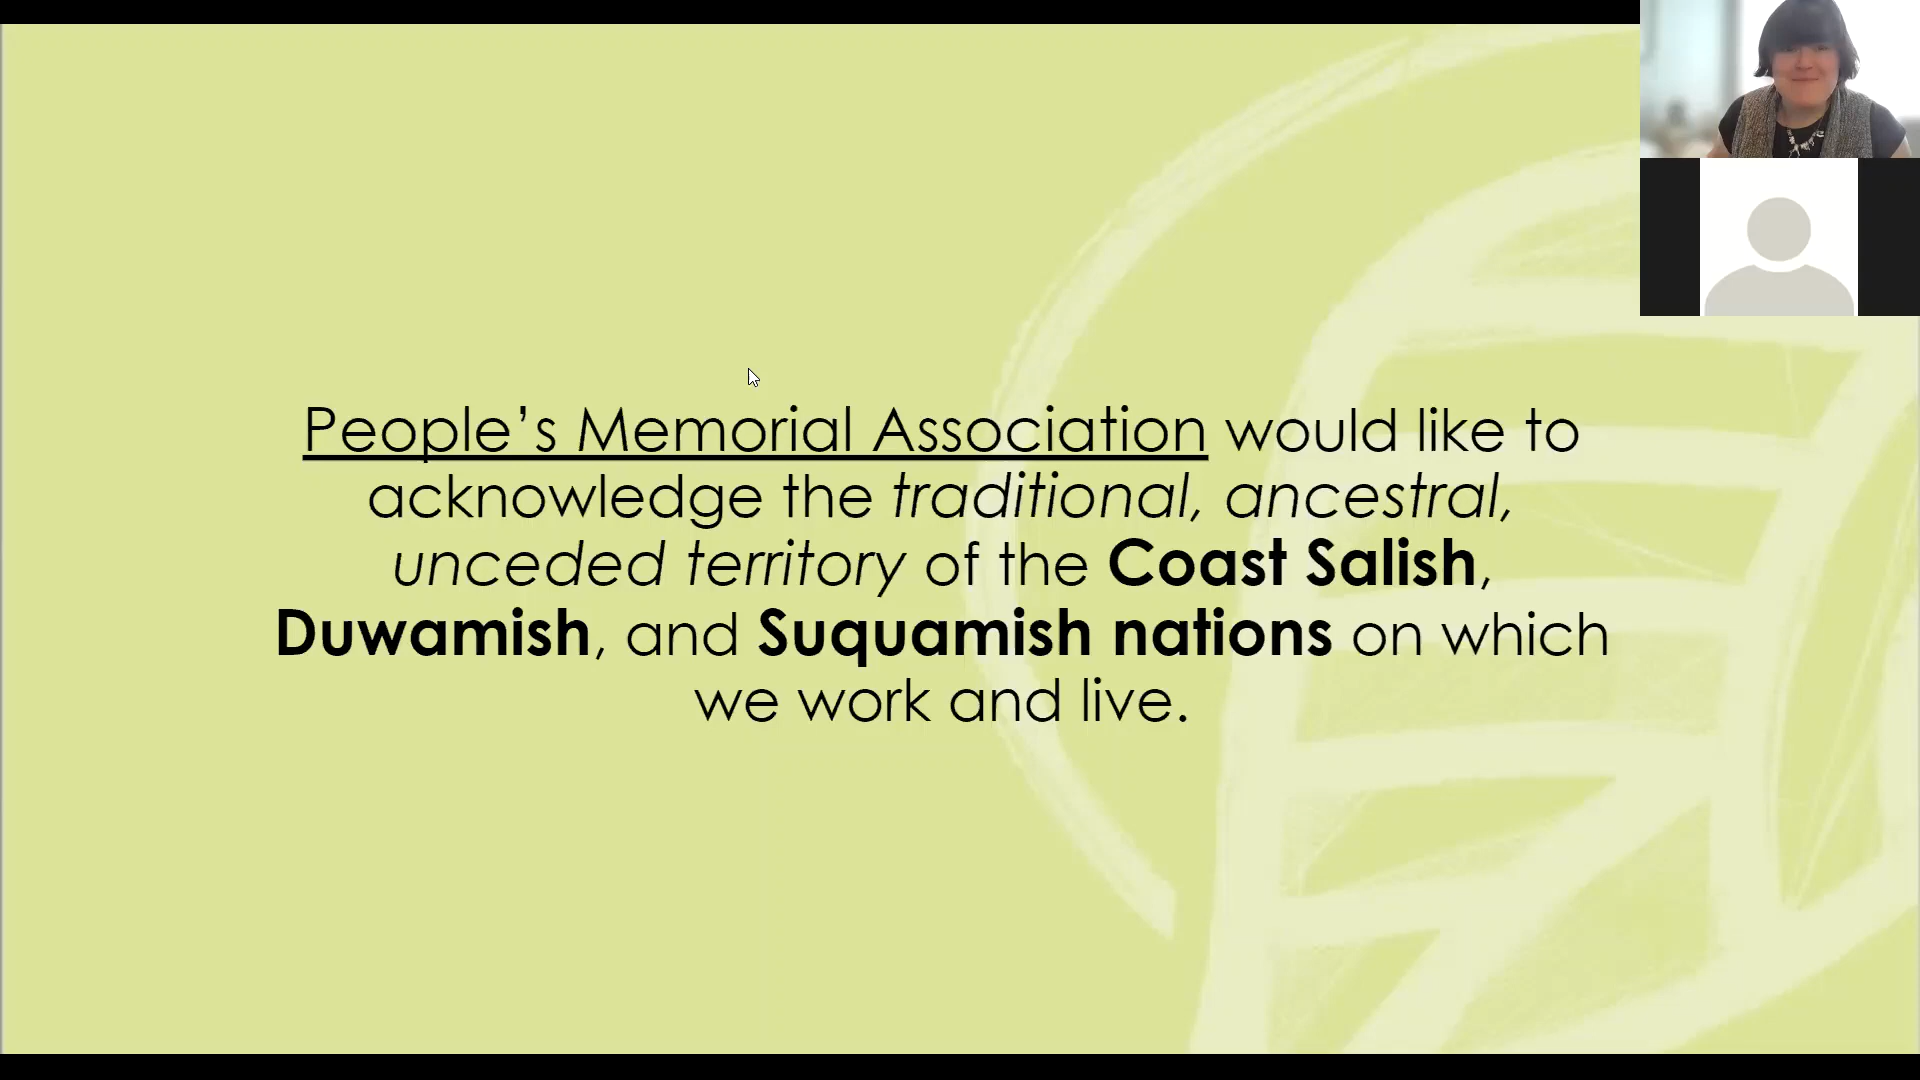 People’s Memorial Association would like to
acknowledge the traditional, ancestral,
unceded territory of the Coast Salish,
Duwamish, and Suquamish nations on which
we work and live.